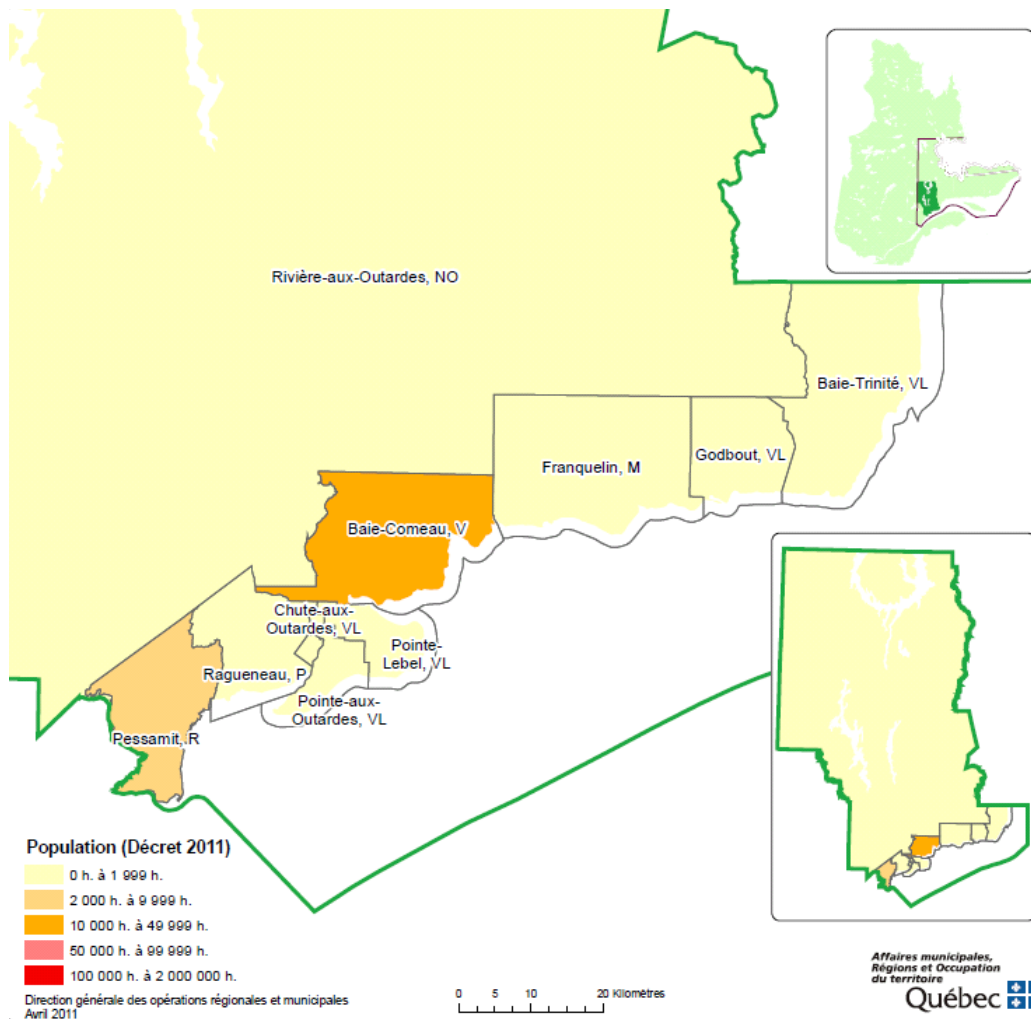 Rivière-aux-Outardes, NO
Baie-Trinité, VL
Godbout, VL
Franquelin, M
Baie-Comeau, V
Chute-aux-
Outardes, VL
Pointe-
Lebel, VL
Ragueneau, P
Pointe-aux-
Outardes, VL
Pessamit, R
Population (Décret 2011)
0 h. à 1 999 h.
2 000 h. à 9 999 h.
10 000 h. à 49 999 h.
50 000 h. à 99 999 h.
100 000 h. à 2 000 000 h.
Direction générale des opérations régionales et municipales
Avril 2011
0 5 10 20 Kilomètres
Affaires municipales,
Régions et Occupation
du territoire
Québec